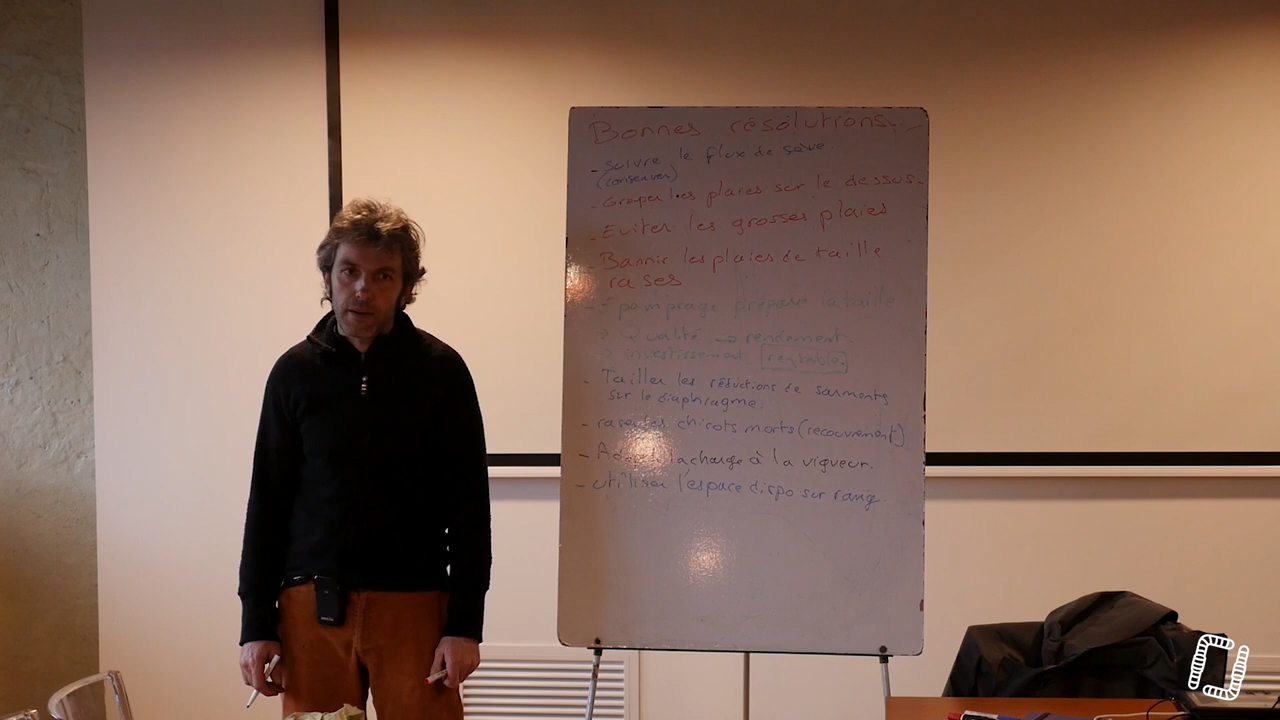 Bonnes résolutions...
- Suivre le flux de sève
(conserver)
- Grouper les plaies sur le dessus.
- Eviter les grosses plaies
- Bannir les plaies de taille
rases
pamprage prépare la taille
Qualité → rendement.
investissement rentable.
- Tailler les réductions de sarments
sur le diaphragme.
- raser les chicots morts (recouvrement)
- la charge à la vigueur.
- utiliser l'espace dispo sur rang.